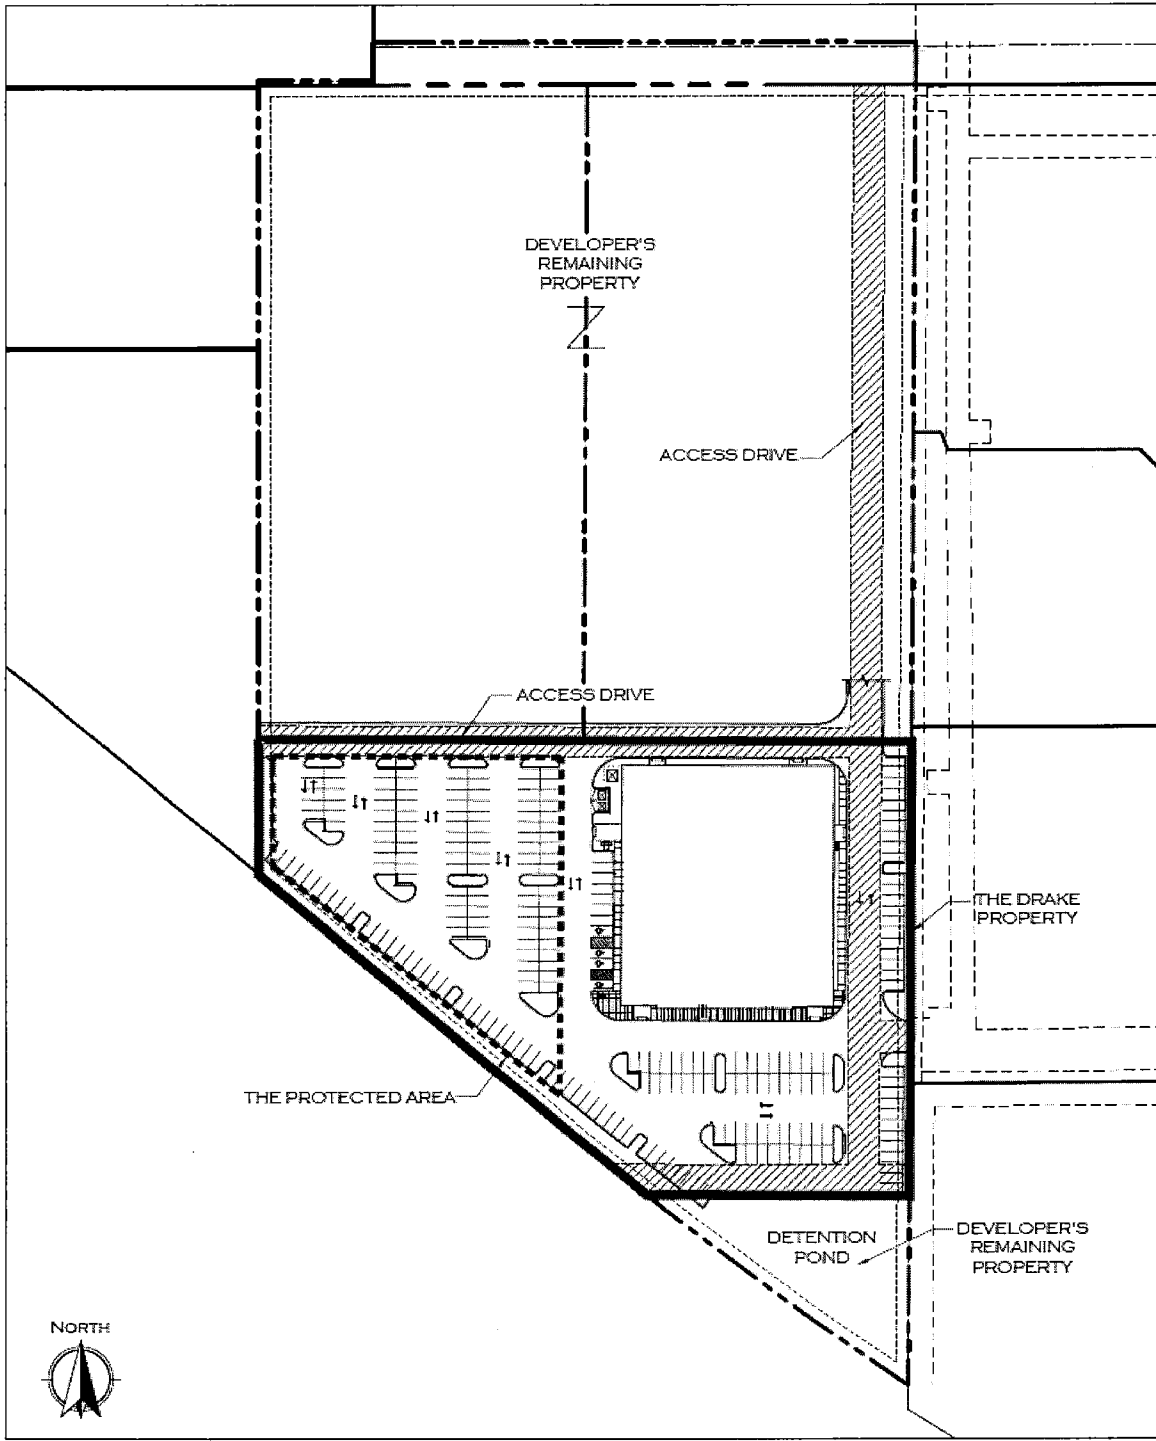 DEVELOPER'S
REMAINING
PROPERTY
ACCESS DRIVE
ACCESS DRIVE
THE DRAKE
PROPERTY
THE PROTECTED AREA
DETENTION
POND
DEVELOPER'S
REMAINING
PROPERTY
NORTH